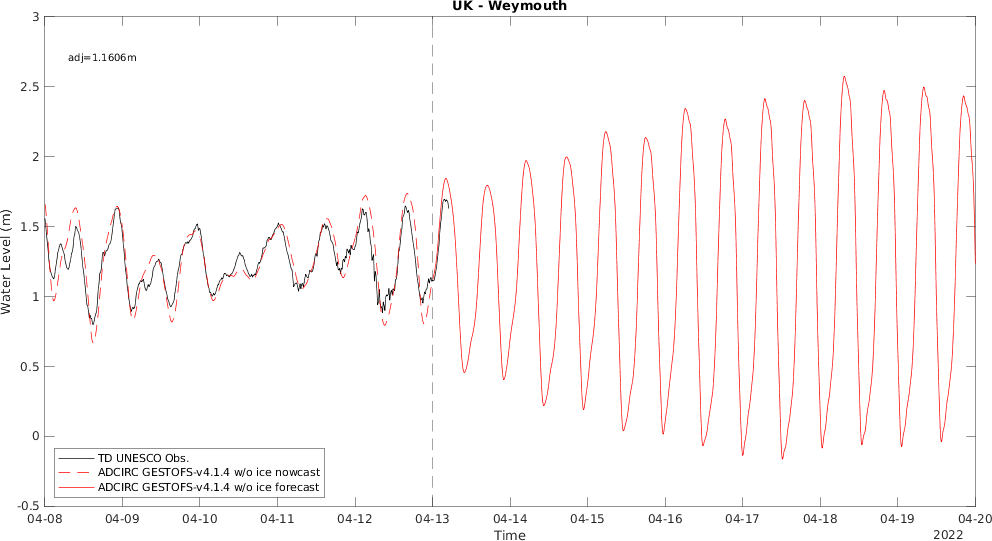 UK - Weymouth
adj=1.1606m
Water Level (m)
3
2.5
2
1.5
1
0.5
0
-0.5
TD UNESCO Obs.
ADCIRC GESTOFS-v4.1.4 w/o ice nowcast
ADCIRC GESTOFS-v4.1.4 w/o ice forecast
04-08 04-09 04-10 04-11 04-12 04-13 04-14 04-15 04-16 04-17 04-18 04-19 04-20
Time
2022